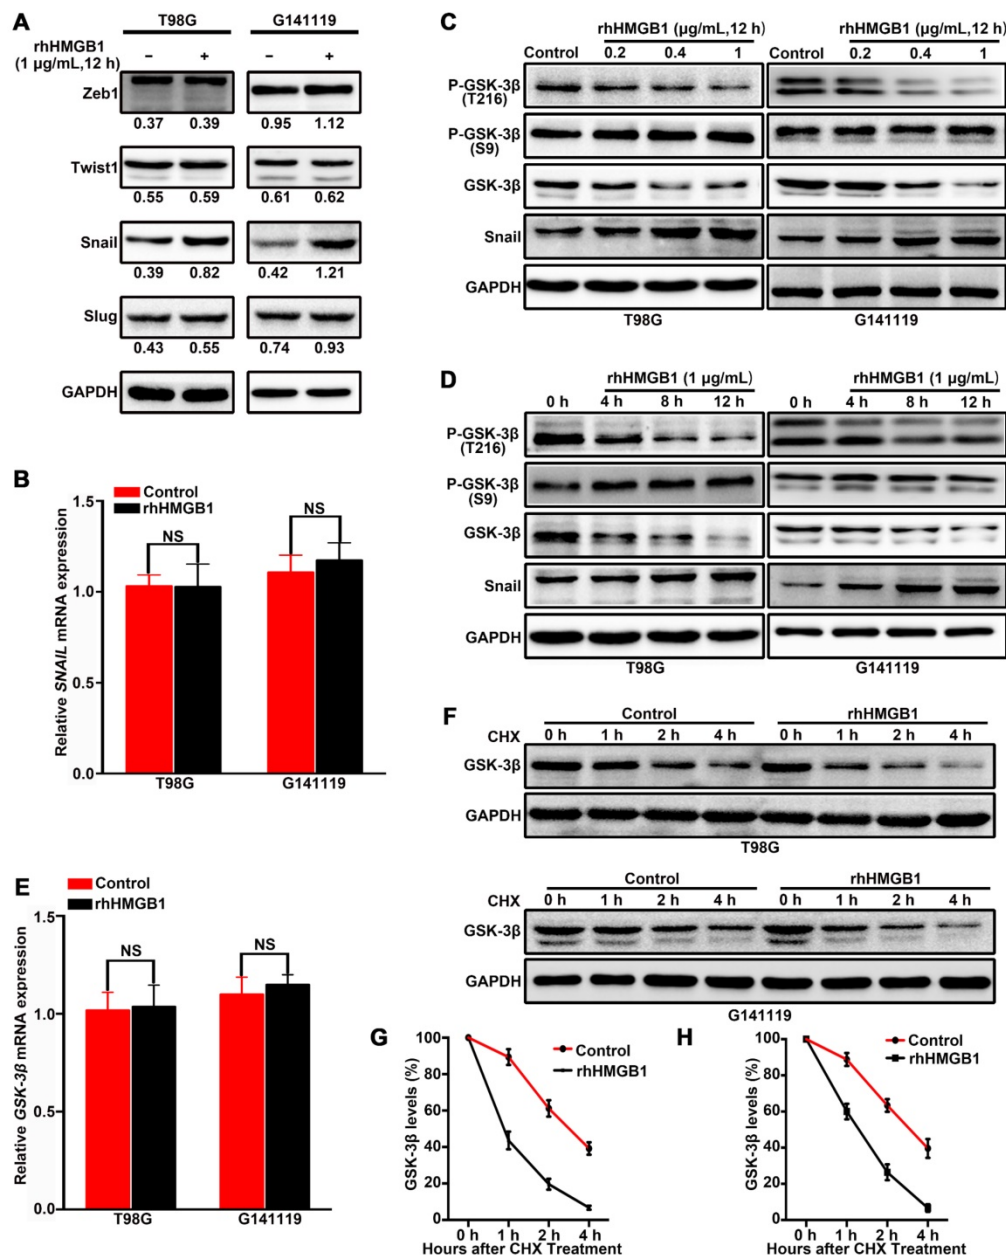 A
T98G G141119
rhHMGB1
(1 µg/mL,12 h)
– + – +
Zeb1
0.37 0.39 0.95 1.12
Twist1
0.55 0.59 0.61 0.62
Snail
0.39 0.82 0.42 1.21
Slug
0.43 0.55 0.74 0.93
GAPDH
B
Control
rhHMGB1
Relative SNAIL mRNA expression
1.5
1.0
0.5
0.0
NS NS
T98G G141119
C
rhHMGB1 (µg/mL,12 h) rhHMGB1 (µg/mL,12 h)
Control 0.2 0.4 1 Control 0.2 0.4 1
P-GSK-3β
(T216)
P-GSK-3β
(S9)
GSK-3β
Snail
GAPDH
T98G G141119
D
rhHMGB1 (1 µg/mL) rhHMGB1 (1 µg/mL)
0 h 4 h 8 h 12 h 0 h 4 h 8 h 12 h
P-GSK-3β
(T216)
P-GSK-3β
(S9)
GSK-3β
Snail
GAPDH
T98G G141119
E
Control
rhHMGB1
Relative GSK-3β mRNA expression
1.5
1.0
0.5
0.0
NS NS
T98G G141119
F
Control rhHMGB1
CHX 0 h 1 h 2 h 4 h 0 h 1 h 2 h 4 h
GSK-3β
GAPDH
T98G
Control rhHMGB1
CHX 0 h 1 h 2 h 4 h 0 h 1 h 2 h 4 h
GSK-3β
GAPDH
G141119
G
Control
rhHMGB1
GSK-3β levels (%)
100
80
60
40
20
0
0 h 1 h 2 h 4 h
Hours after CHX Treatment
H
Control
rhHMGB1
GSK-3β levels (%)
100
80
60
40
20
0
0 h 1 h 2 h 4 h
Hours after CHX Treatment